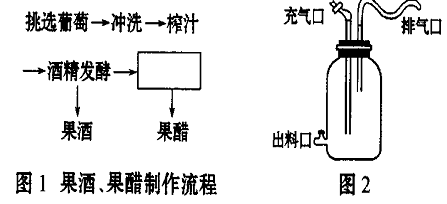 挑选葡萄→冲洗→榨汁
→酒精发酵→
果酒
果醋
图1 果酒、果醋制作流程
充气口
排气口
出料口
图2